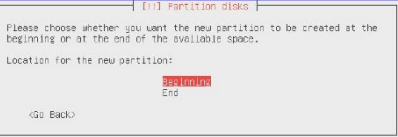 [!!] Partition disks
Please choose whether you want the new partition to be created at the
beginning or at the end of the available space.
Location for the new partition:
Beginning
End
<Go Back>